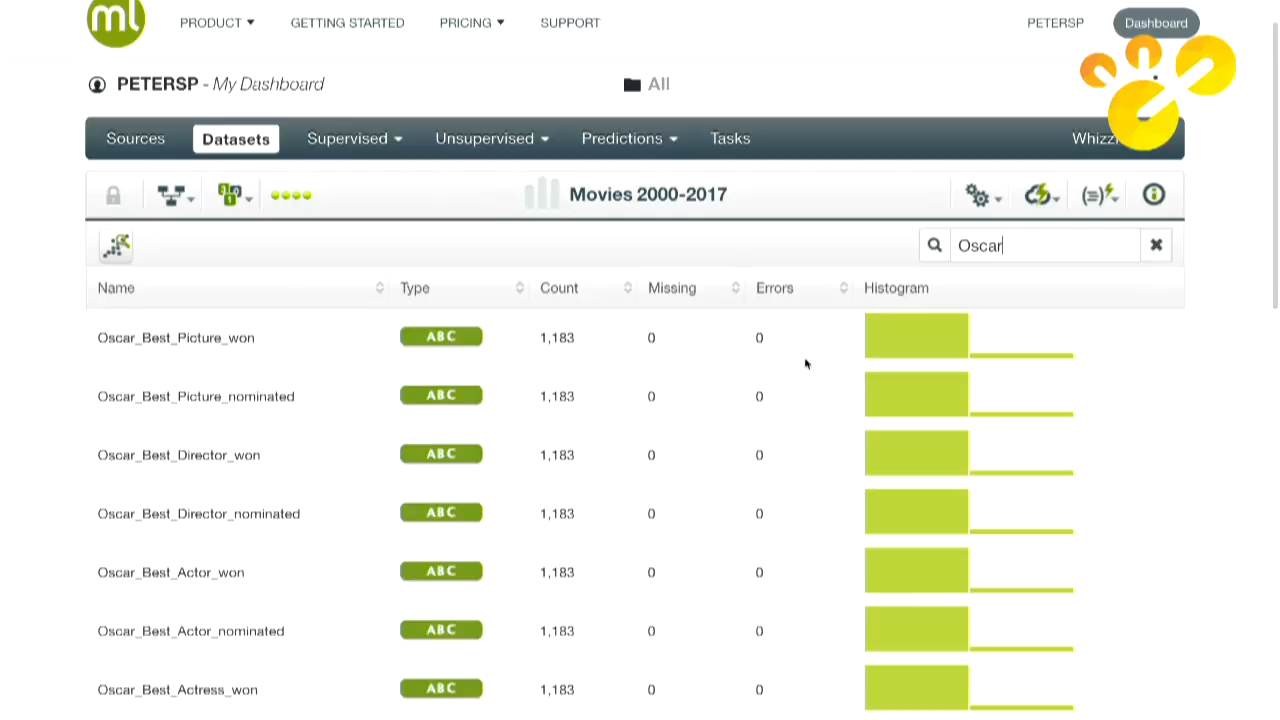 ml PRODUCT GETTING STARTED PRICING SUPPORT PETERSP Dashboard
PETERSP - My Dashboard All
Sources Datasets Supervised Unsupervised Predictions Tasks
Movies 2000-2017
Oscar
Name Type Count Missing Errors Histogram
Oscar_Best_Picture_won ABC 1,183 0 0
Oscar_Best_Picture_nominated ABC 1,183 0 0
Oscar_Best_Director_won ABC 1,183 0 0
Oscar_Best_Director_nominated ABC 1,183 0 0
Oscar_Best_Actor_won ABC 1,183 0 0
Oscar_Best_Actor_nominated ABC 1,183 0 0
Oscar_Best_Actress_won ABC 1,183 0 0